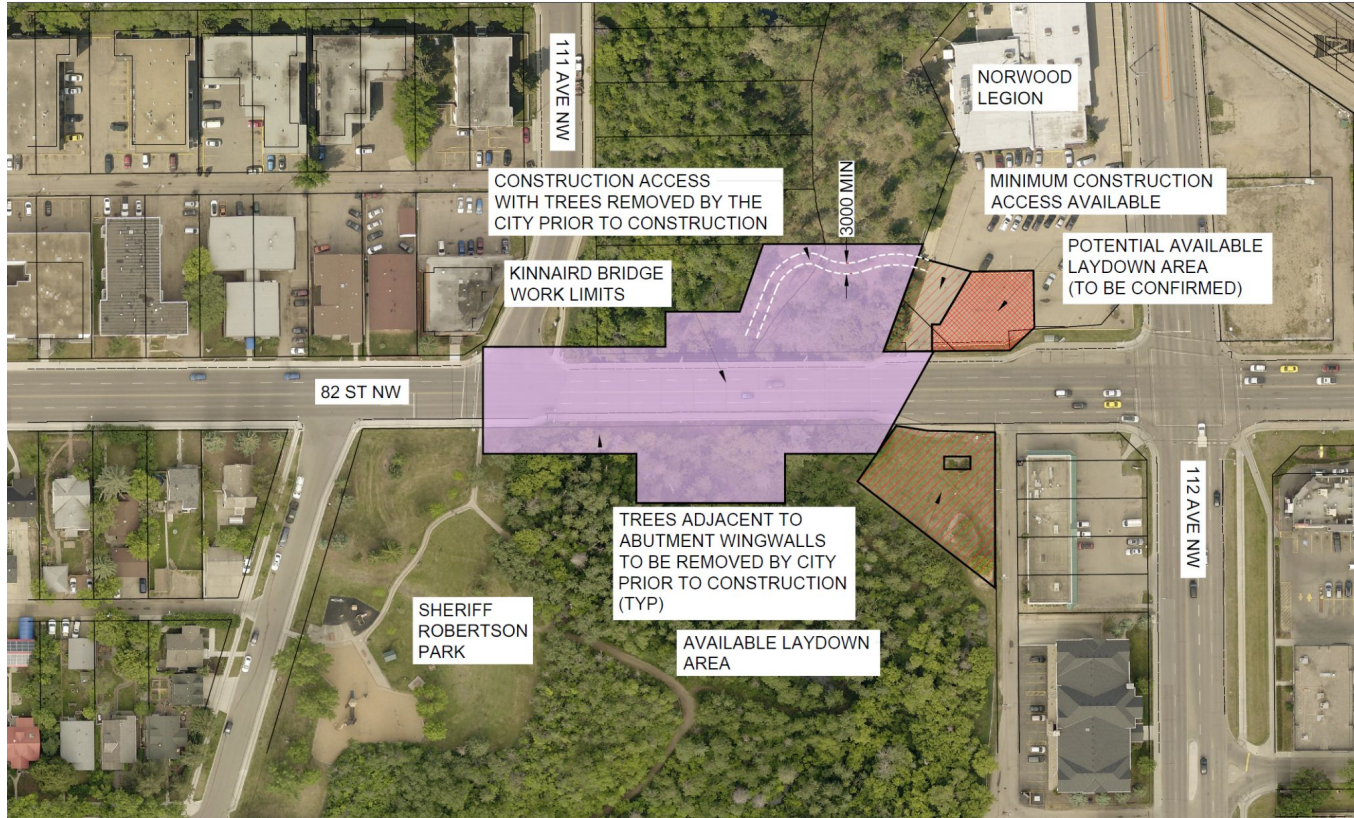 111 AVE NW
NORWOOD
LEGION
CONSTRUCTION ACCESS
WITH TREES REMOVED BY THE
CITY PRIOR TO CONSTRUCTION
3000 MIN
MINIMUM CONSTRUCTION
ACCESS AVAILABLE
KINNAIRD BRIDGE
WORK LIMITS
POTENTIAL AVAILABLE
LAYDOWN AREA
(TO BE CONFIRMED)
82 ST NW
112 AVE NW
TREES ADJACENT TO
ABUTMENT WINGWALLS
TO BE REMOVED BY CITY
PRIOR TO CONSTRUCTION
(TYP)
SHERIFF
ROBERTSON
PARK
AVAILABLE LAYDOWN
AREA